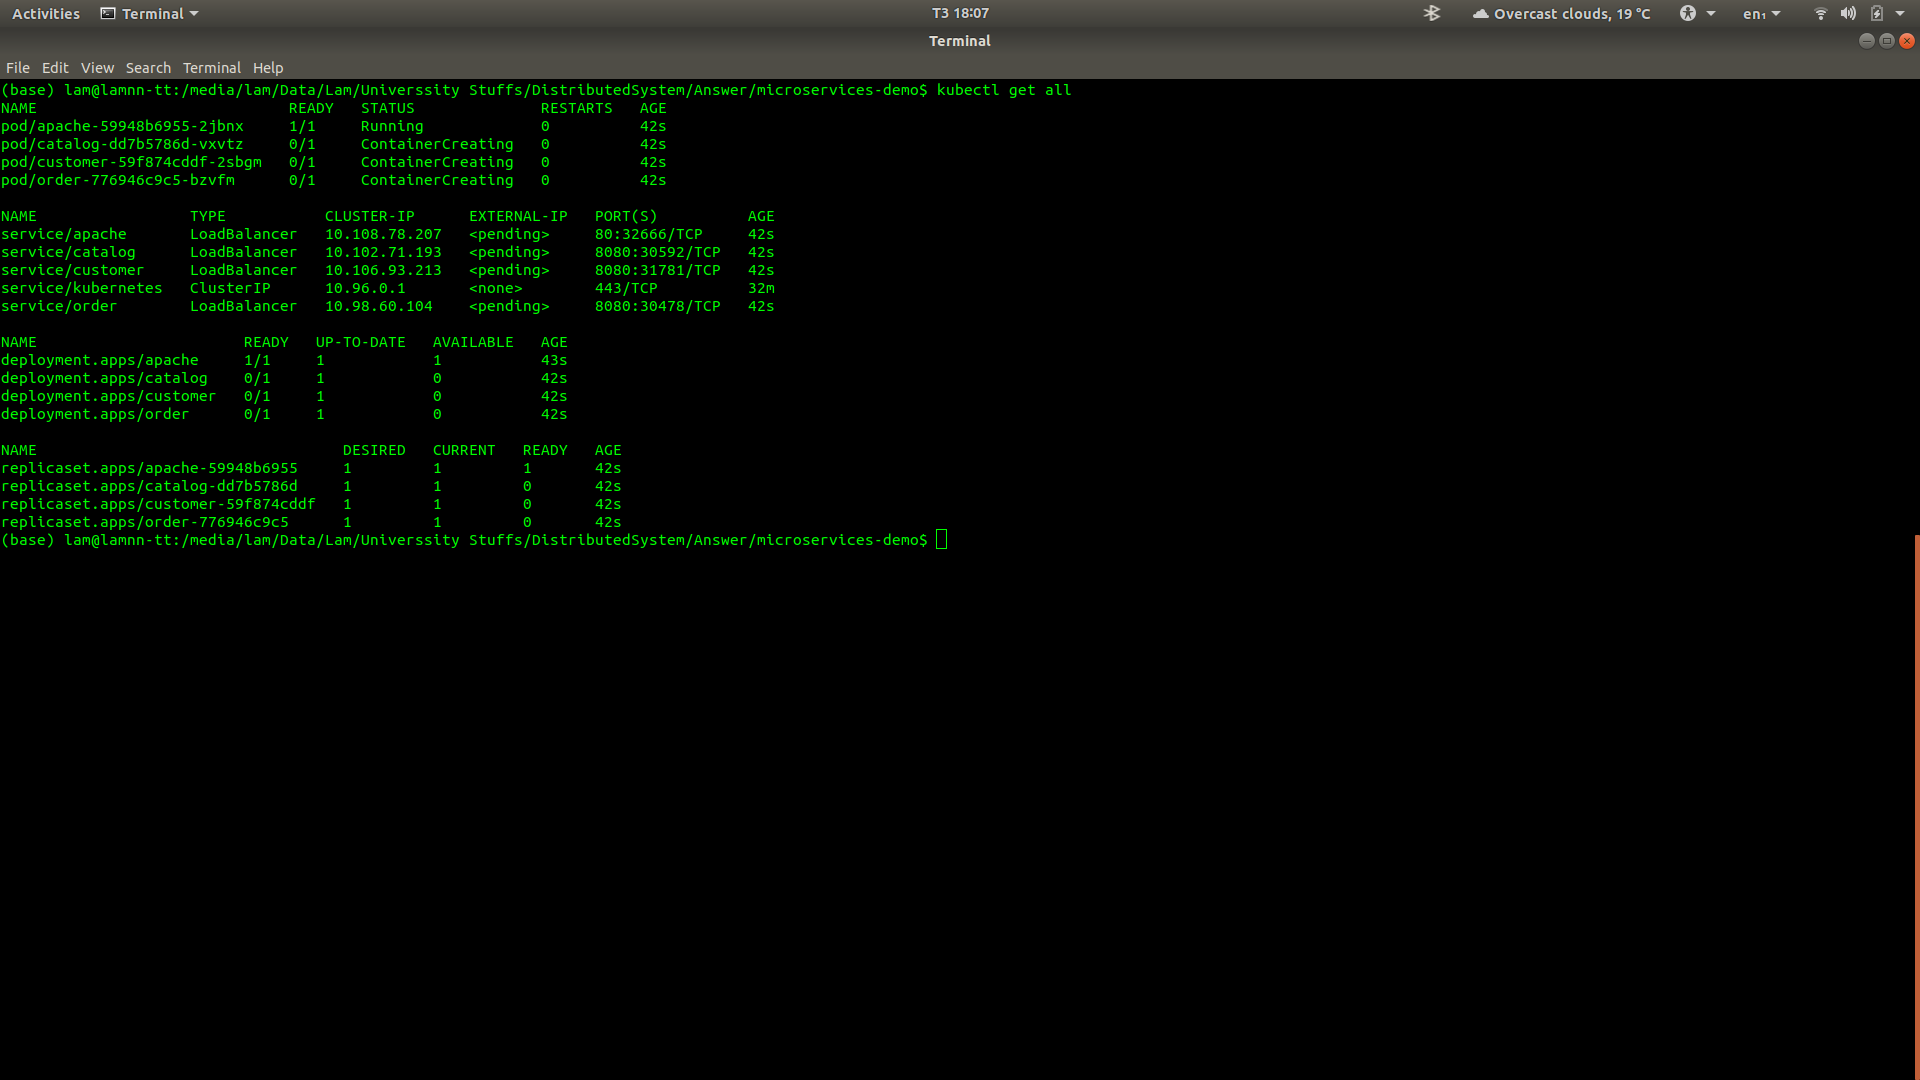 Activities Terminal T3 18:07 Overcast clouds, 19 °C en₁
Terminal
File Edit View Search Terminal Help
(base) lam@lamnn-tt:/media/lam/Data/Lam/Universsity Stuffs/DistributedSystem/Answer/microservices-demo$ kubectl get all
NAME READY STATUS RESTARTS AGE
pod/apache-59948b6955-2jbnx 1/1 Running 0 42s
pod/catalog-dd7b5786d-vxvtz 0/1 ContainerCreating 0 42s
pod/customer-59f874cddf-2sbgm 0/1 ContainerCreating 0 42s
pod/order-776946c9c5-bzvfm 0/1 ContainerCreating 0 42s
NAME TYPE CLUSTER-IP EXTERNAL-IP PORT(S) AGE
service/apache LoadBalancer 10.108.78.207 <pending> 80:32666/TCP 42s
service/catalog LoadBalancer 10.102.71.193 <pending> 8080:30592/TCP 42s
service/customer LoadBalancer 10.106.93.213 <pending> 8080:31781/TCP 42s
service/kubernetes ClusterIP 10.96.0.1 <none> 443/TCP 32m
service/order LoadBalancer 10.98.60.104 <pending> 8080:30478/TCP 42s
NAME READY UP-TO-DATE AVAILABLE AGE
deployment.apps/apache 1/1 1 1 43s
deployment.apps/catalog 0/1 1 0 42s
deployment.apps/customer 0/1 1 0 42s
deployment.apps/order 0/1 1 0 42s
NAME DESIRED CURRENT READY AGE
replicaset.apps/apache-59948b6955 1 1 1 42s
replicaset.apps/catalog-dd7b5786d 1 1 0 42s
replicaset.apps/customer-59f874cddf 1 1 0 42s
replicaset.apps/order-776946c9c5 1 1 0 42s
(base) lam@lamnn-tt:/media/lam/Data/Lam/Universsity Stuffs/DistributedSystem/Answer/microservices-demo$